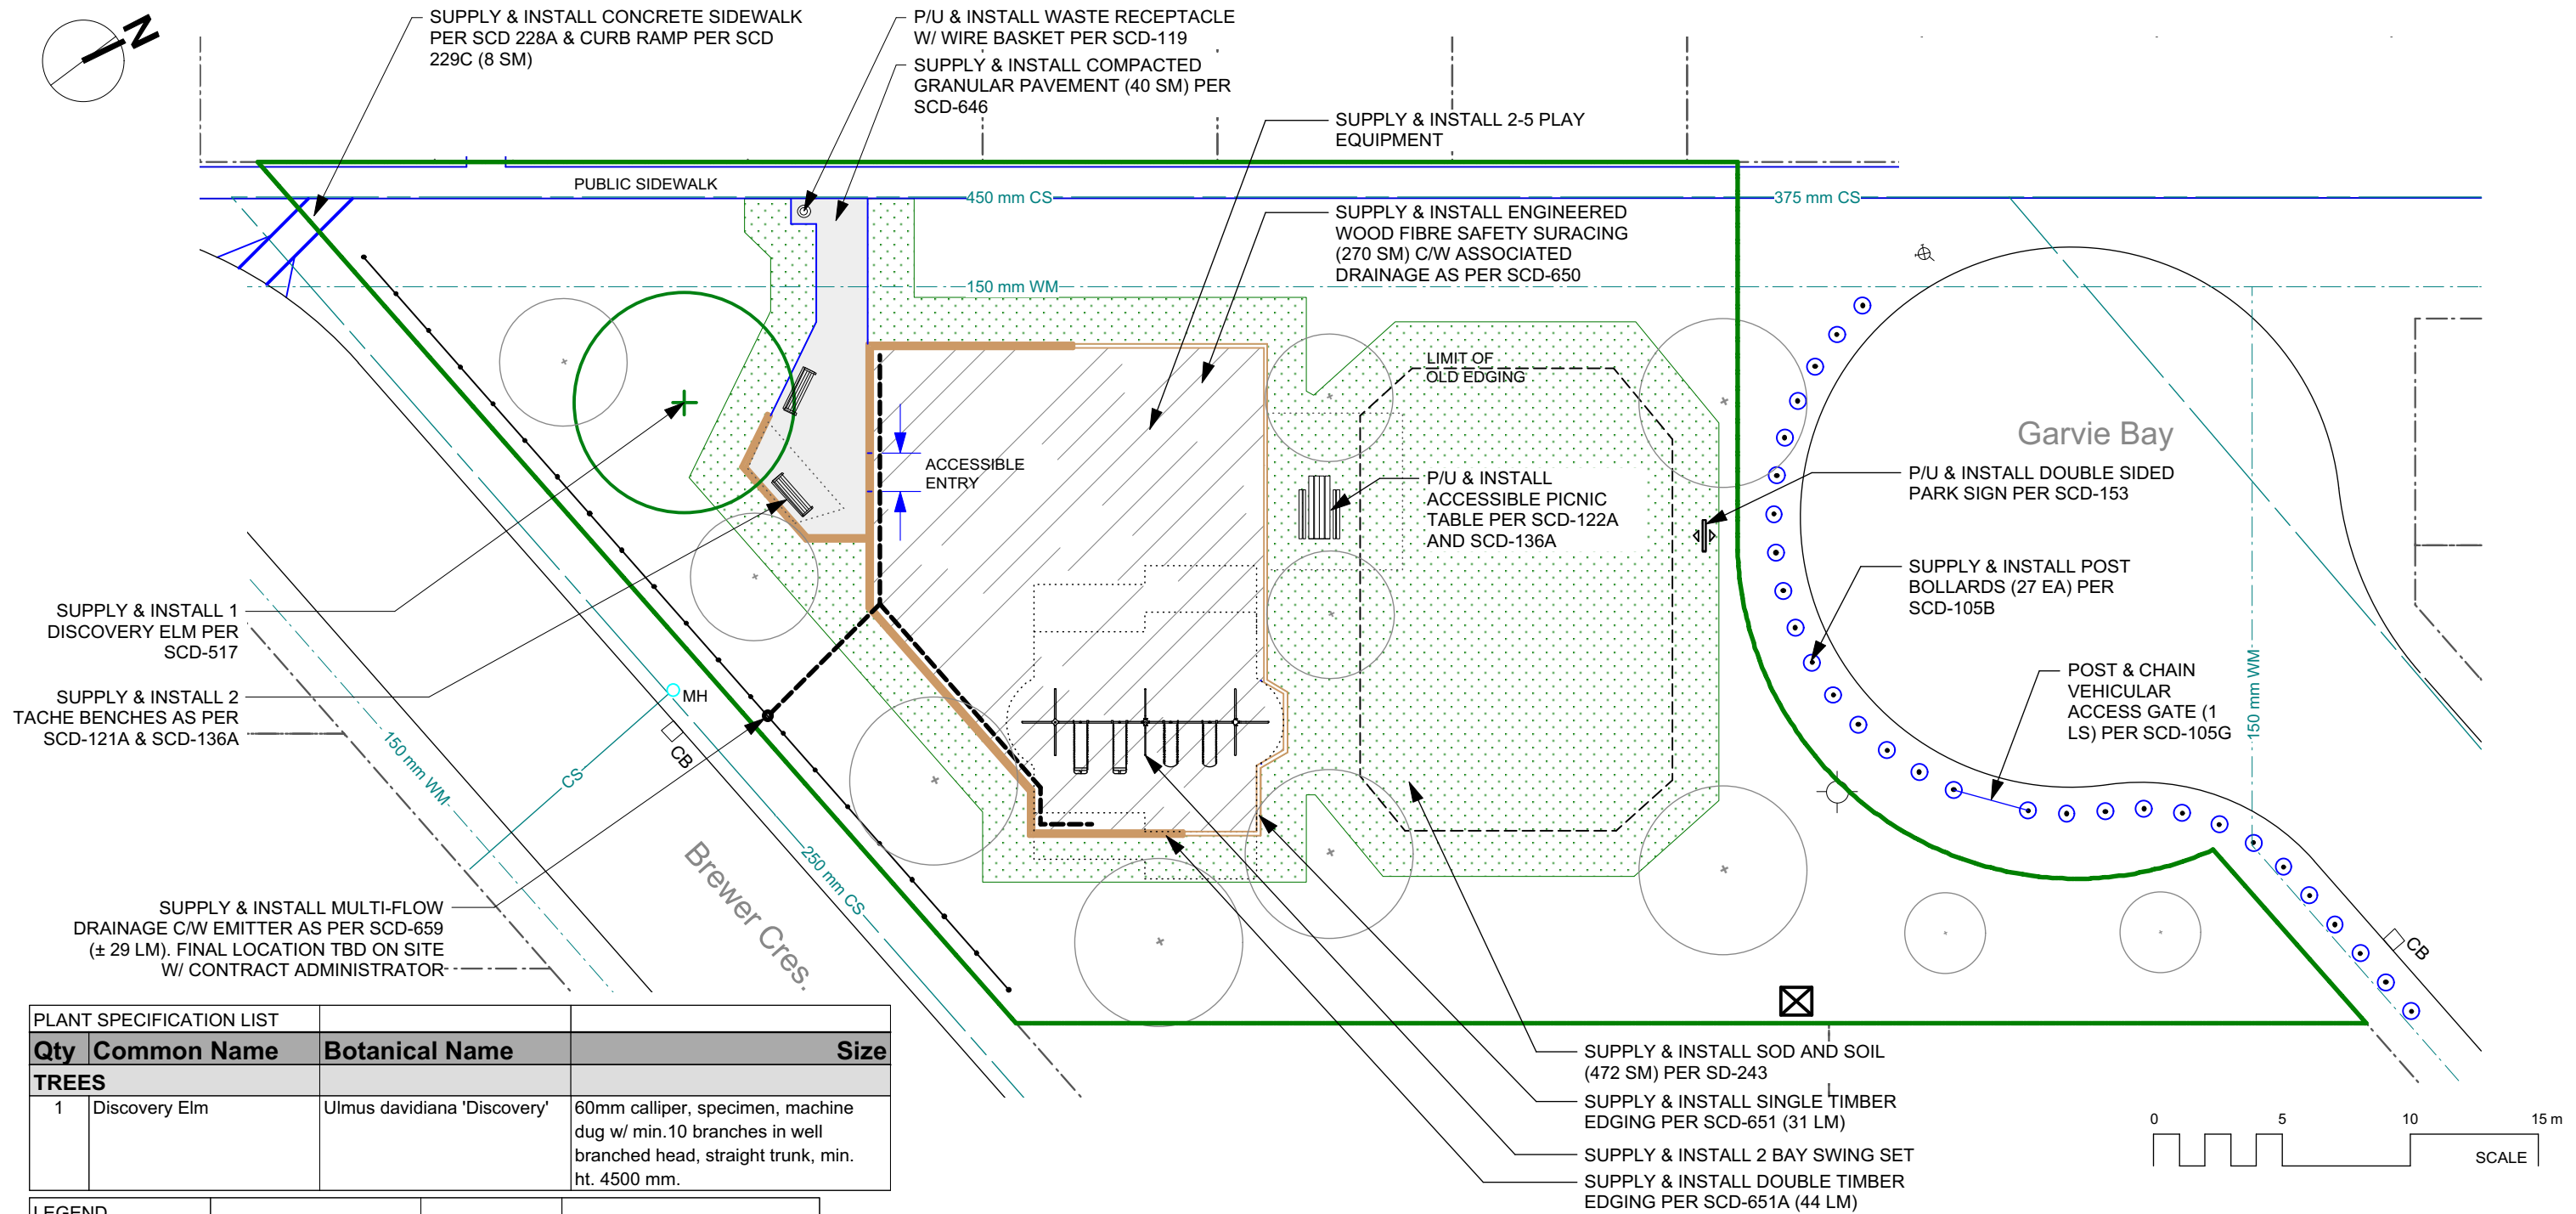 N
SUPPLY & INSTALL CONCRETE SIDEWALK
PER SCD 228A & CURB RAMP PER SCD
229C (8 SM)
P/U & INSTALL WASTE RECEPTACLE
W/ WIRE BASKET PER SCD-119
SUPPLY & INSTALL COMPACTED
GRANULAR PAVEMENT (40 SM) PER
SCD-646
SUPPLY & INSTALL 2-5 PLAY
EQUIPMENT
PUBLIC SIDEWALK
450 mm CS
375 mm CS
SUPPLY & INSTALL ENGINEERED
WOOD FIBRE SAFETY SURACING
(270 SM) C/W ASSOCIATED
DRAINAGE AS PER SCD-650
150 mm WM
LIMIT OF
OLD EDGING
Garvie Bay
ACCESSIBLE
ENTRY
P/U & INSTALL
ACCESSIBLE PICNIC
TABLE PER SCD-122A
AND SCD-136A
P/U & INSTALL DOUBLE SIDED
PARK SIGN PER SCD-153
SUPPLY & INSTALL POST
BOLLARDS (27 EA) PER
SCD-105B
SUPPLY & INSTALL 1
DISCOVERY ELM PER
SCD-517
SUPPLY & INSTALL 2
TACHE BENCHES AS PER
SCD-121A & SCD-136A
MH
CB
CS
150 mm WM
250 mm CS
Brewer Cres.
POST & CHAIN
VEHICULAR
ACCESS GATE (1
LS) PER SCD-105G
150 mm WM
CB
SUPPLY & INSTALL MULTI-FLOW
DRAINAGE C/W EMITTER AS PER SCD-659
(± 29 LM). FINAL LOCATION TBD ON SITE
W/ CONTRACT ADMINISTRATOR
SUPPLY & INSTALL SOD AND SOIL
(472 SM) PER SD-243
SUPPLY & INSTALL SINGLE TIMBER
EDGING PER SCD-651 (31 LM)
SUPPLY & INSTALL 2 BAY SWING SET
SUPPLY & INSTALL DOUBLE TIMBER
EDGING PER SCD-651A (44 LM)
0 5 10 15 m
SCALE
PLANT SPECIFICATION LIST
Qty Common Name Botanical Name Size
TREES
1 Discovery Elm Ulmus davidiana 'Discovery' 60mm calliper, specimen, machine
dug w/ min.10 branches in well
branched head, straight trunk, min.
ht. 4500 mm.
LEGEND